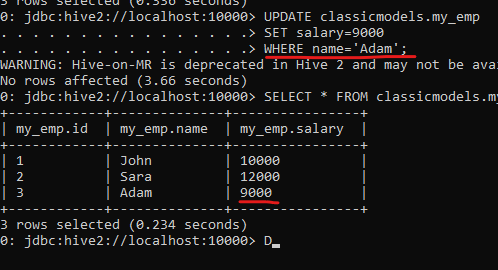 3 rows selected (0.336 seconds)
0: jdbc:hive2://localhost:10000> UPDATE classicmodels.my_emp
. . . . . . . . . . . . . . . .> SET salary=9000
. . . . . . . . . . . . . . . .> WHERE name='Adam';
WARNING: Hive-on-MR is deprecated in Hive 2 and may not be ava
No rows affected (3.66 seconds)
0: jdbc:hive2://localhost:10000> SELECT * FROM classicmodels.my
+------------+--------------+----------------+
| my_emp.id  | my_emp.name  | my_emp.salary  |
+------------+--------------+----------------+
| 1          | John         | 10000          |
| 2          | Sara         | 12000          |
| 3          | Adam         | 9000           |
+------------+--------------+----------------+
3 rows selected (0.234 seconds)
0: jdbc:hive2://localhost:10000> D